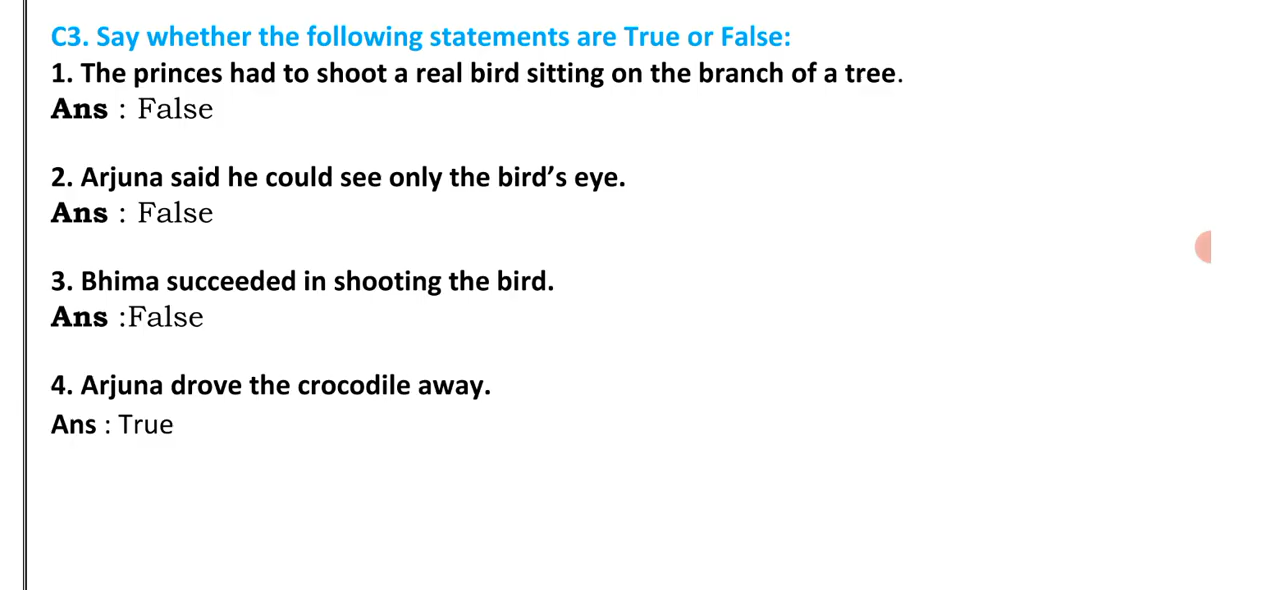 C3. Say whether the following statements are True or False:
1. The princes had to shoot a real bird sitting on the branch of a tree.
Ans : False
2. Arjuna said he could see only the bird’s eye.
Ans : False
3. Bhima succeeded in shooting the bird.
Ans :False
4. Arjuna drove the crocodile away.
Ans : True